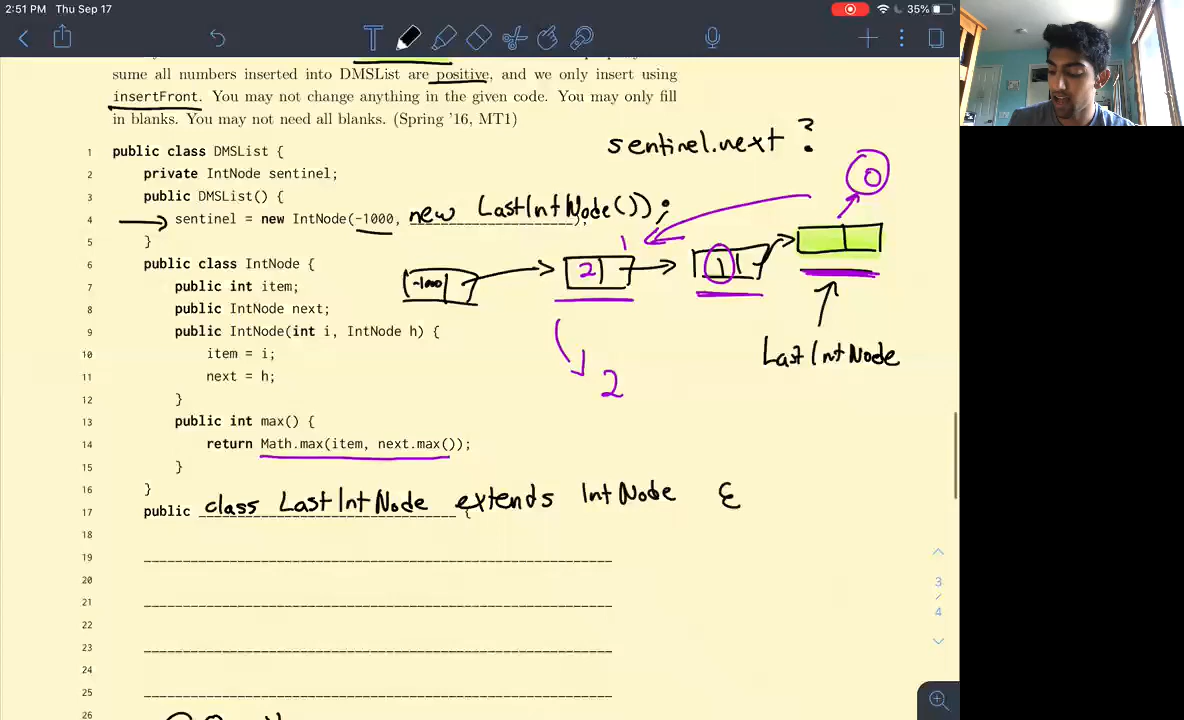 2:51 PM Thu Sep 17
35%
sume all numbers inserted into DMSList are positive, and we only insert using
insertFront. You may not change anything in the given code. You may only fill
in blanks. You may not need all blanks. (Spring '16, MT1)
sentinel.next ?
1 public class DMSList {
2 private IntNode sentinel;
3 public DMSList() {
4 sentinel = new IntNode(-1000, new LastIntNode());
5 }
6 public class IntNode {
7 public int item;
8 public IntNode next;
9 public IntNode(int i, IntNode h) {
10 item = i;
11 next = h;
12 }
13 public int max() {
14 return Math.max(item, next.max());
15 }
16 }
17 public class LastIntNode extends IntNode {
18
19
20
21
22
23
24
25
26
0
1
-1000
2
1
2
LastIntNode
3
/
4